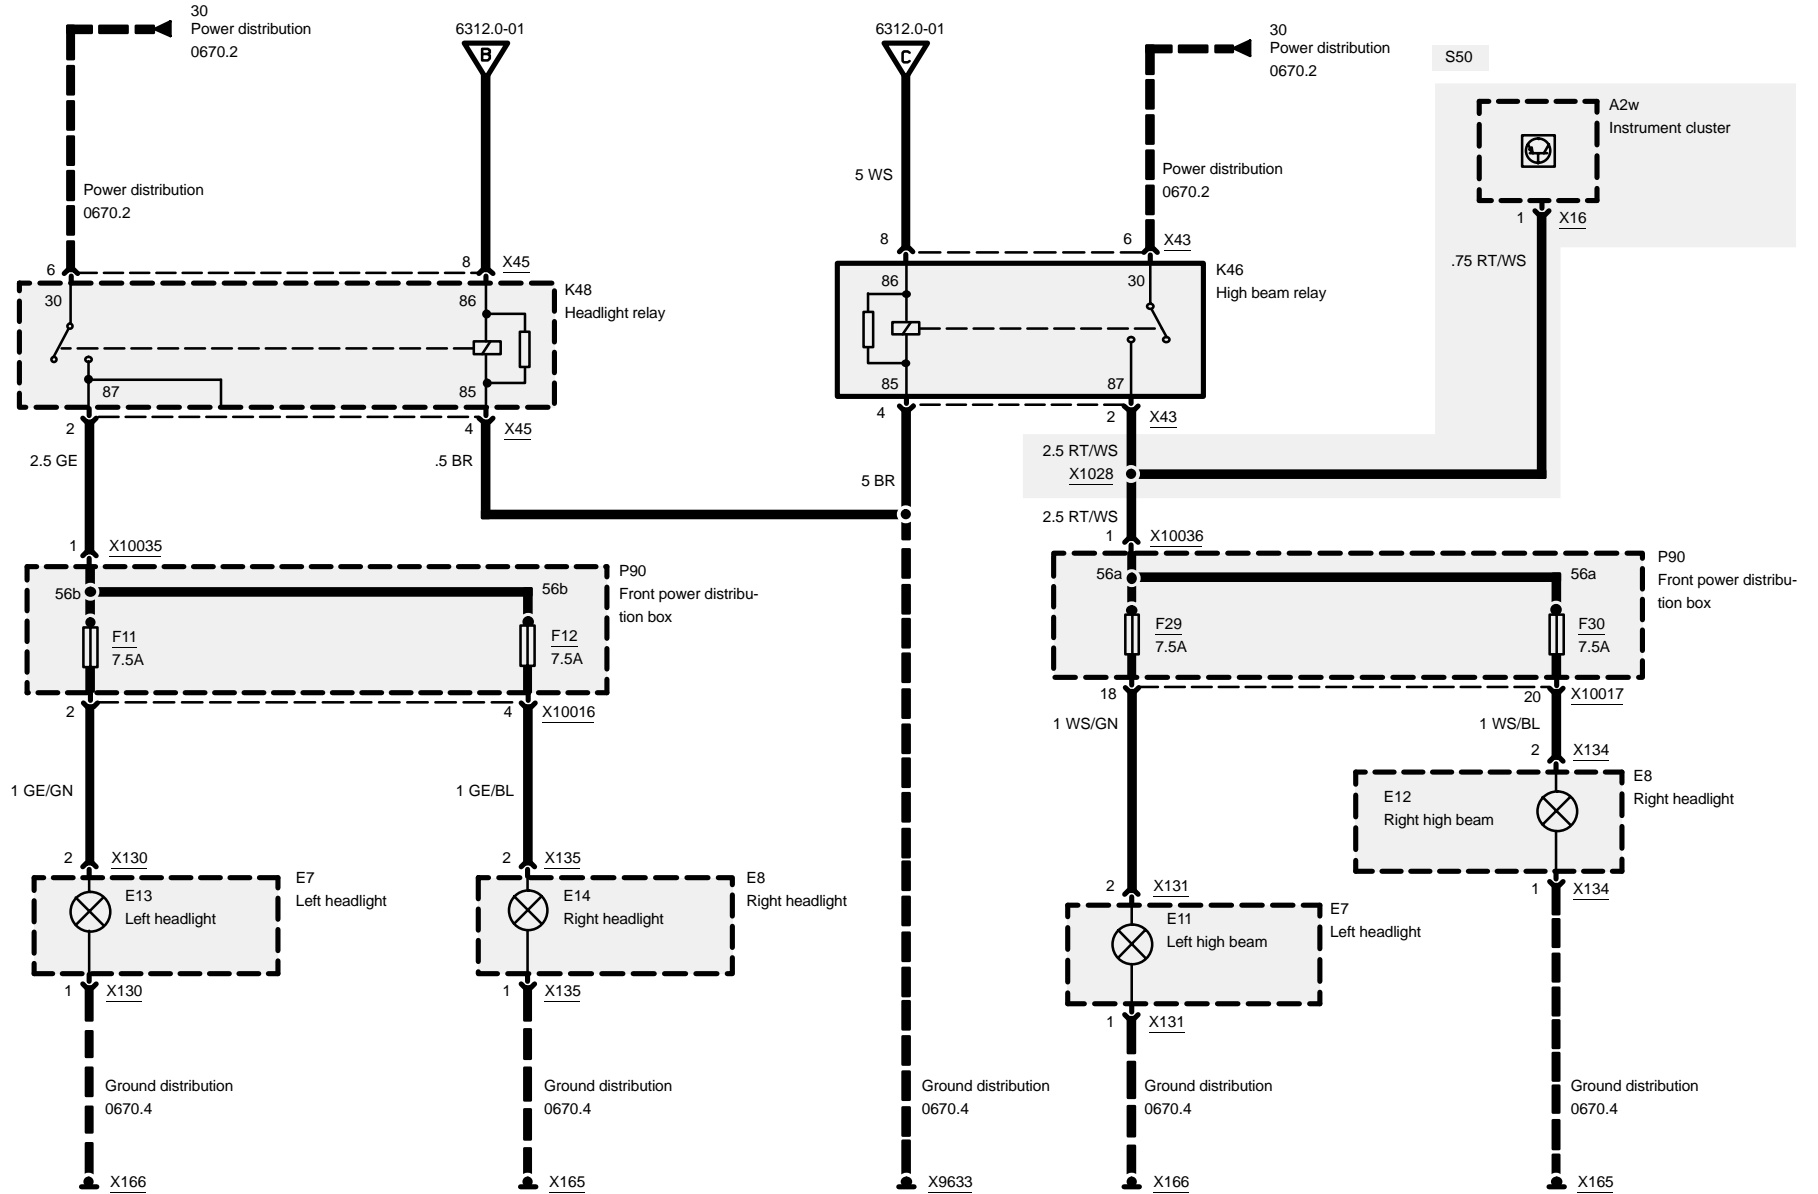 30
Power distribution
0670.2
6312.0-01
B
6312.0-01
C
30
Power distribution
0670.2
S50
A2w
Instrument cluster
1
X16
.75 RT/WS
Power distribution
0670.2
5 WS
Power distribution
0670.2
6
8
X45
8
6
X43
K48
Headlight relay
30
86
87
85
K46
High beam relay
86
30
85
87
2
4
X45
4
2
X43
2.5 GE
.5 BR
5 BR
2.5 RT/WS
X1028
2.5 RT/WS
1
X10035
1
X10036
P90
Front power distribu-
tion box
56b
56b
F11
7.5A
F12
7.5A
P90
Front power distribu-
tion box
56a
56a
F29
7.5A
F30
7.5A
2
4
X10016
18
20
X10017
1 GE/GN
1 GE/BL
1 WS/GN
1 WS/BL
2
X134
E8
Right headlight
E12
Right high beam
1
X134
2
X130
2
X135
2
X131
E7
Left headlight
E13
Left headlight
E8
Right headlight
E14
Right headlight
E7
Left headlight
E11
Left high beam
1
X130
1
X135
1
X131
Ground distribution
0670.4
Ground distribution
0670.4
Ground distribution
0670.4
Ground distribution
0670.4
Ground distribution
0670.4
X166
X165
X9633
X166
X165